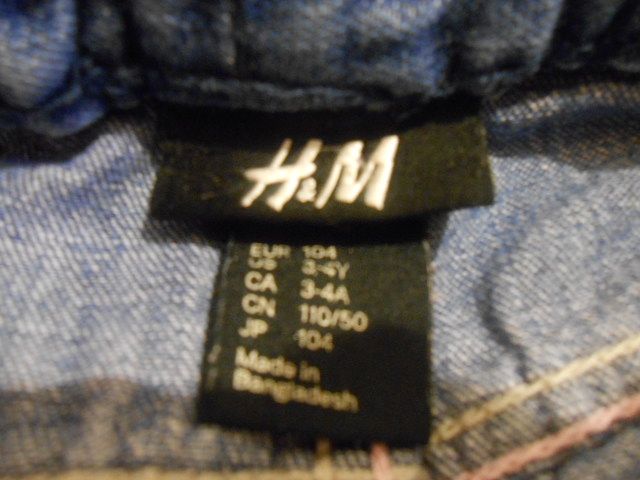 H&M
EUR 104
US 3-4Y
CA 3-4A
CN 110/50
JP 104
Made in
Bangladesh